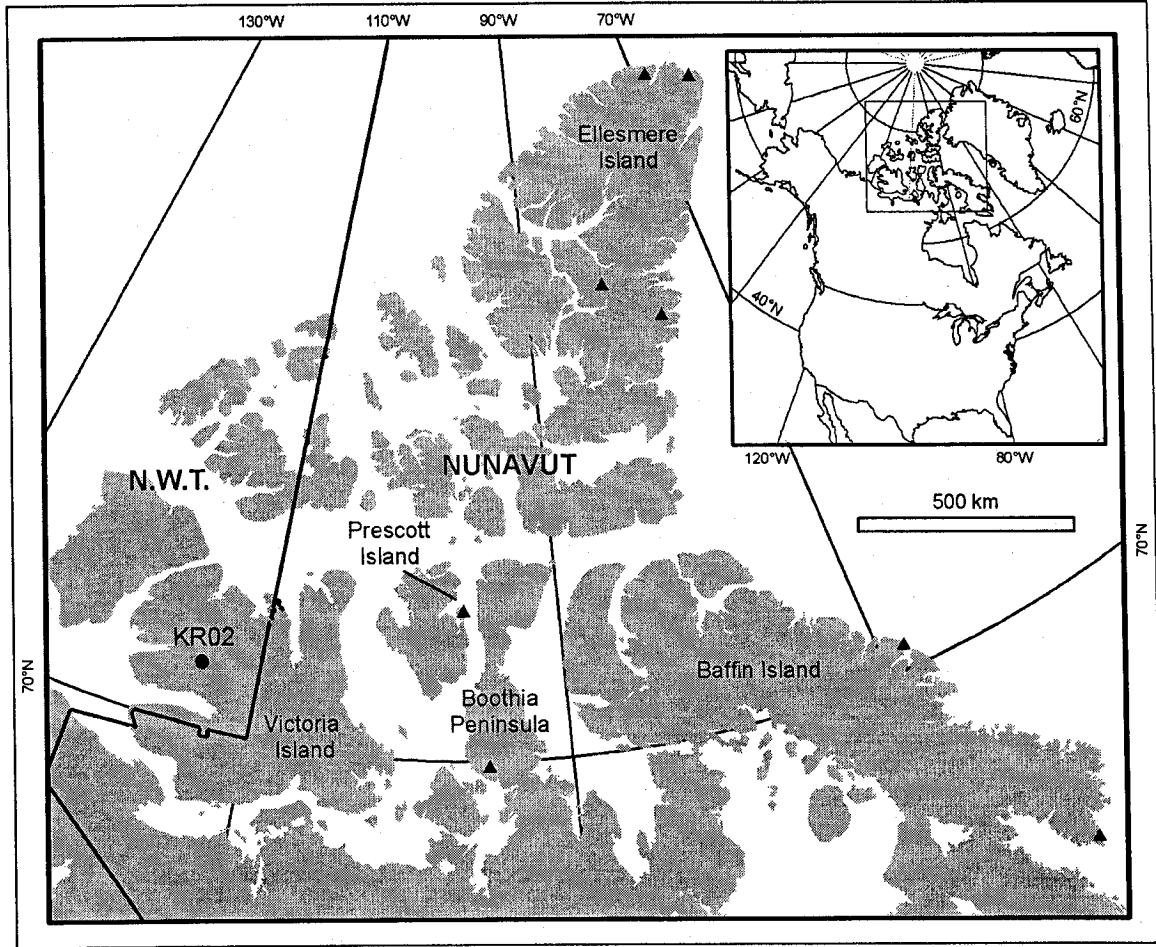 130°W
110°W
90°W
70°W
Ellesmere
Island
60°N
40°N
120°W
80°W
N.W.T.
NUNAVUT
500 km
Prescott
Island
70°N
KR02
Baffin Island
Boothia
Peninsula
70°N
Victoria
Island